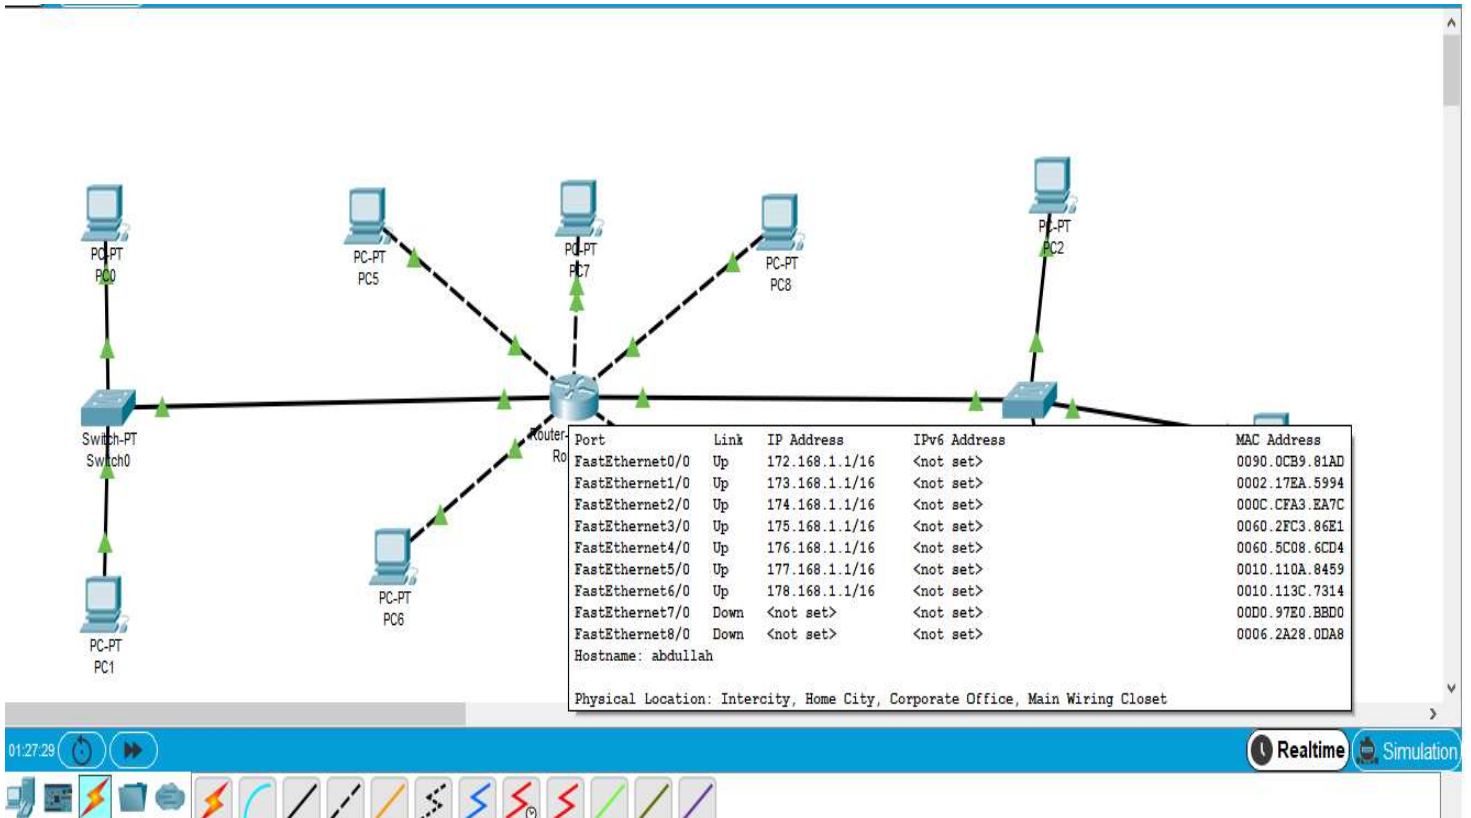 PC-PT
PC0
PC-PT
PC5
PC-PT
PC7
PC-PT
PC8
PC-PT
PC2
Switch-PT
Switch0
Router-
Ro
PC-PT
PC6
PC-PT
PC1
Port Link IP Address IPv6 Address MAC Address
FastEthernet0/0 Up 172.168.1.1/16 <not set> 0090.0CB9.81AD
FastEthernet1/0 Up 173.168.1.1/16 <not set> 0002.17EA.5994
FastEthernet2/0 Up 174.168.1.1/16 <not set> 000C.CFA3.EA7C
FastEthernet3/0 Up 175.168.1.1/16 <not set> 0060.2FC3.86E1
FastEthernet4/0 Up 176.168.1.1/16 <not set> 0060.5C08.6CD4
FastEthernet5/0 Up 177.168.1.1/16 <not set> 0010.110A.8459
FastEthernet6/0 Up 178.168.1.1/16 <not set> 0010.113C.7314
FastEthernet7/0 Down <not set> <not set> 00D0.97E0.BBD0
FastEthernet8/0 Down <not set> <not set> 0006.2A28.0DA8
Hostname: abdullah
Physical Location: Intercity, Home City, Corporate Office, Main Wiring Closet
01:27:29
Realtime
Simulation